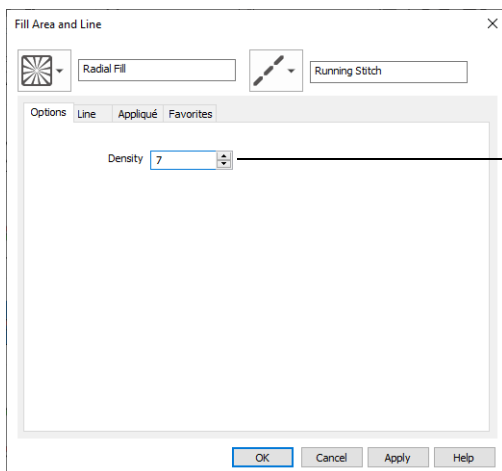 Fill Area and Line
Radial Fill
Running Stitch
Options Line Appliqué Favorites
Density 7
OK Cancel Apply Help